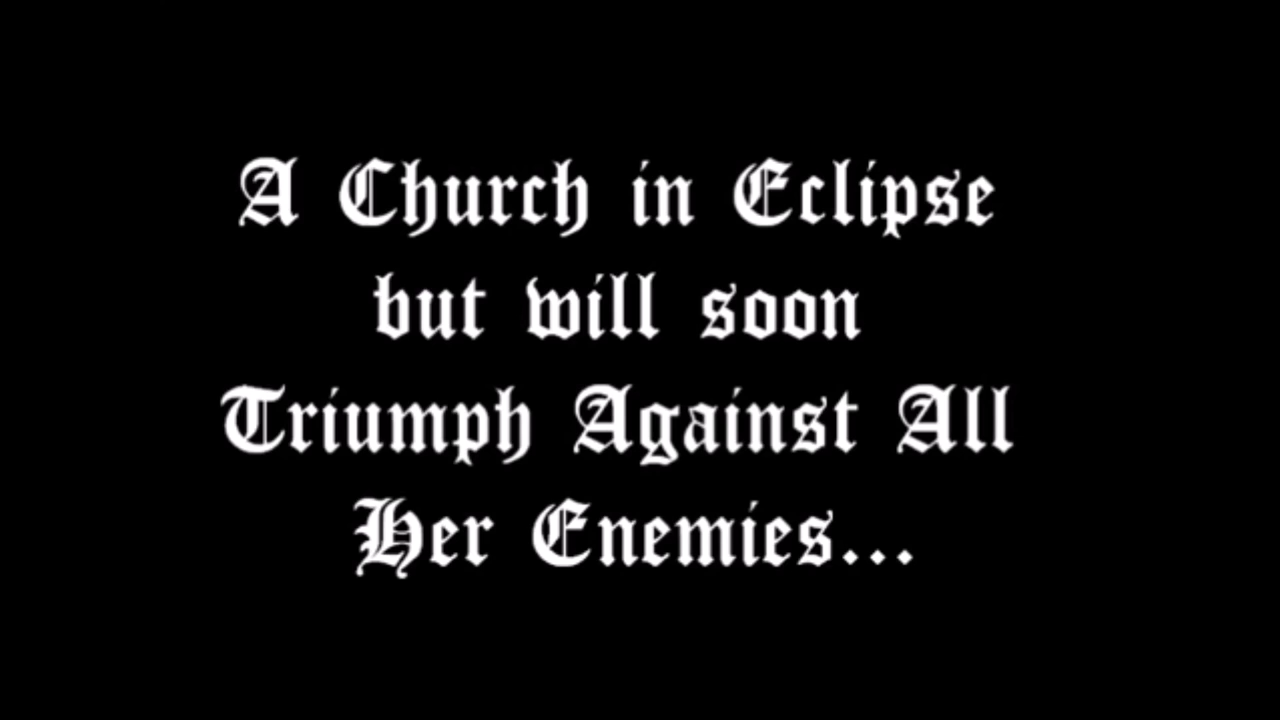 A Church in Eclipse
but will soon
Triumph Against All
Her Enemies...